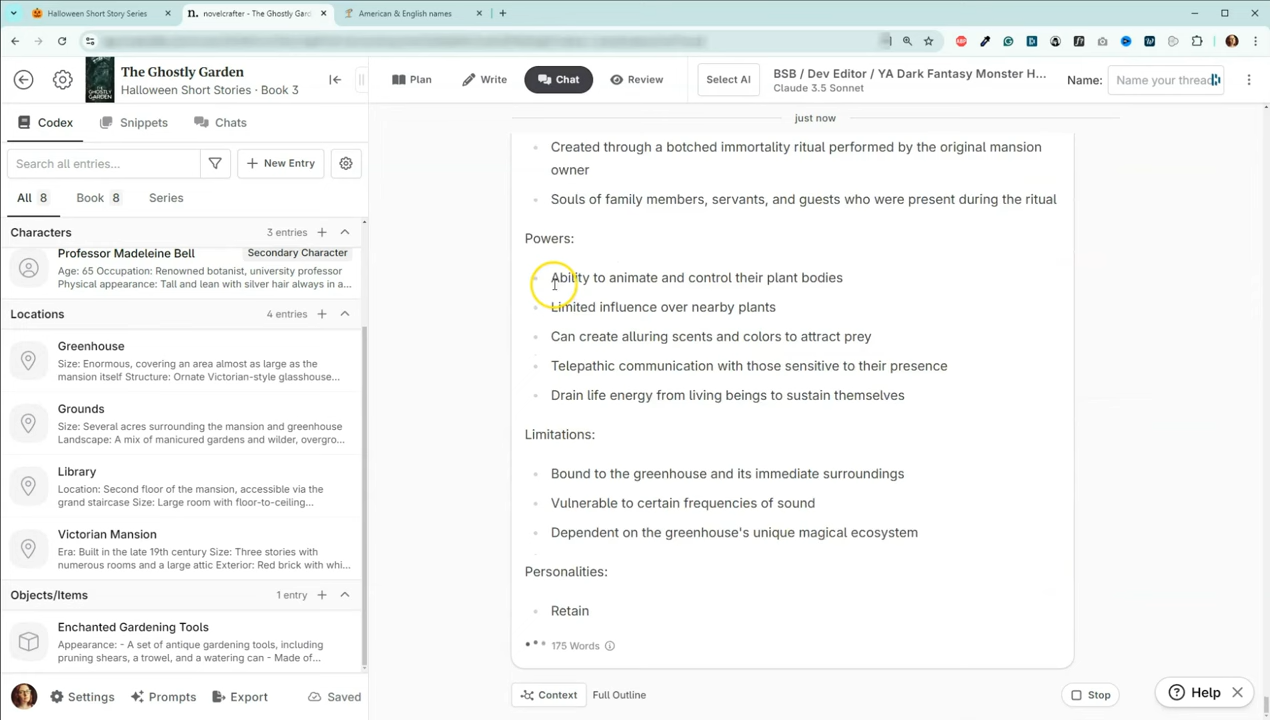 Halloween Short Story Series
novelcrafter - The Ghostly Gard
American & English names
The Ghostly Garden
Halloween Short Stories · Book 3
Plan
Write
Chat
Review
Select AI
BSB / Dev Editor / YA Dark Fantasy Monster H...
Claude 3.5 Sonnet
Name:
Name your thread
Codex
Snippets
Chats
Search all entries...
New Entry
All 8
Book 8
Series
Characters
3 entries
Professor Madeleine Bell
Secondary Character
Age: 65 Occupation: Renowned botanist, university professor
Physical appearance: Tall and lean with silver hair always in a...
Locations
4 entries
Greenhouse
Size: Enormous, covering an area almost as large as the
mansion itself Structure: Ornate Victorian-style glasshouse...
Grounds
Size: Several acres surrounding the mansion and greenhouse
Landscape: A mix of manicured gardens and wilder, overgro...
Library
Location: Second floor of the mansion, accessible via the
grand staircase Size: Large room with floor-to-ceiling...
Victorian Mansion
Era: Built in the late 19th century Size: Three stories with
numerous rooms and a large attic Exterior: Red brick with whi...
Objects/Items
1 entry
Enchanted Gardening Tools
Appearance: - A set of antique gardening tools, including
pruning shears, a trowel, and a watering can - Made of...
Settings
Prompts
Export
Saved
just now
Created through a botched immortality ritual performed by the original mansion
owner
Souls of family members, servants, and guests who were present during the ritual
Powers:
Ability to animate and control their plant bodies
Limited influence over nearby plants
Can create alluring scents and colors to attract prey
Telepathic communication with those sensitive to their presence
Drain life energy from living beings to sustain themselves
Limitations:
Bound to the greenhouse and its immediate surroundings
Vulnerable to certain frequencies of sound
Dependent on the greenhouse's unique magical ecosystem
Personalities:
Retain
175 Words
Context
Full Outline
Stop
Help